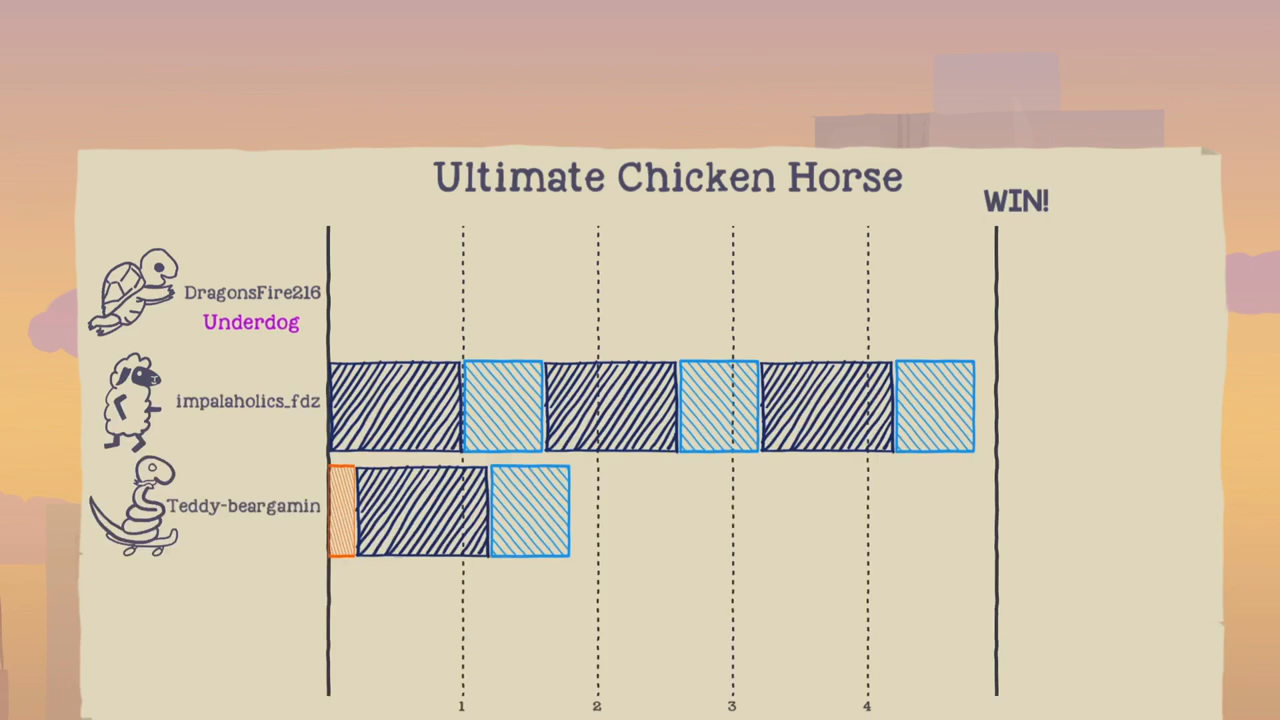 Ultimate Chicken Horse
WIN!
DragonsFire216
Underdog
impalaholics_fdz
Teddy-beargamin
1 2 3 4